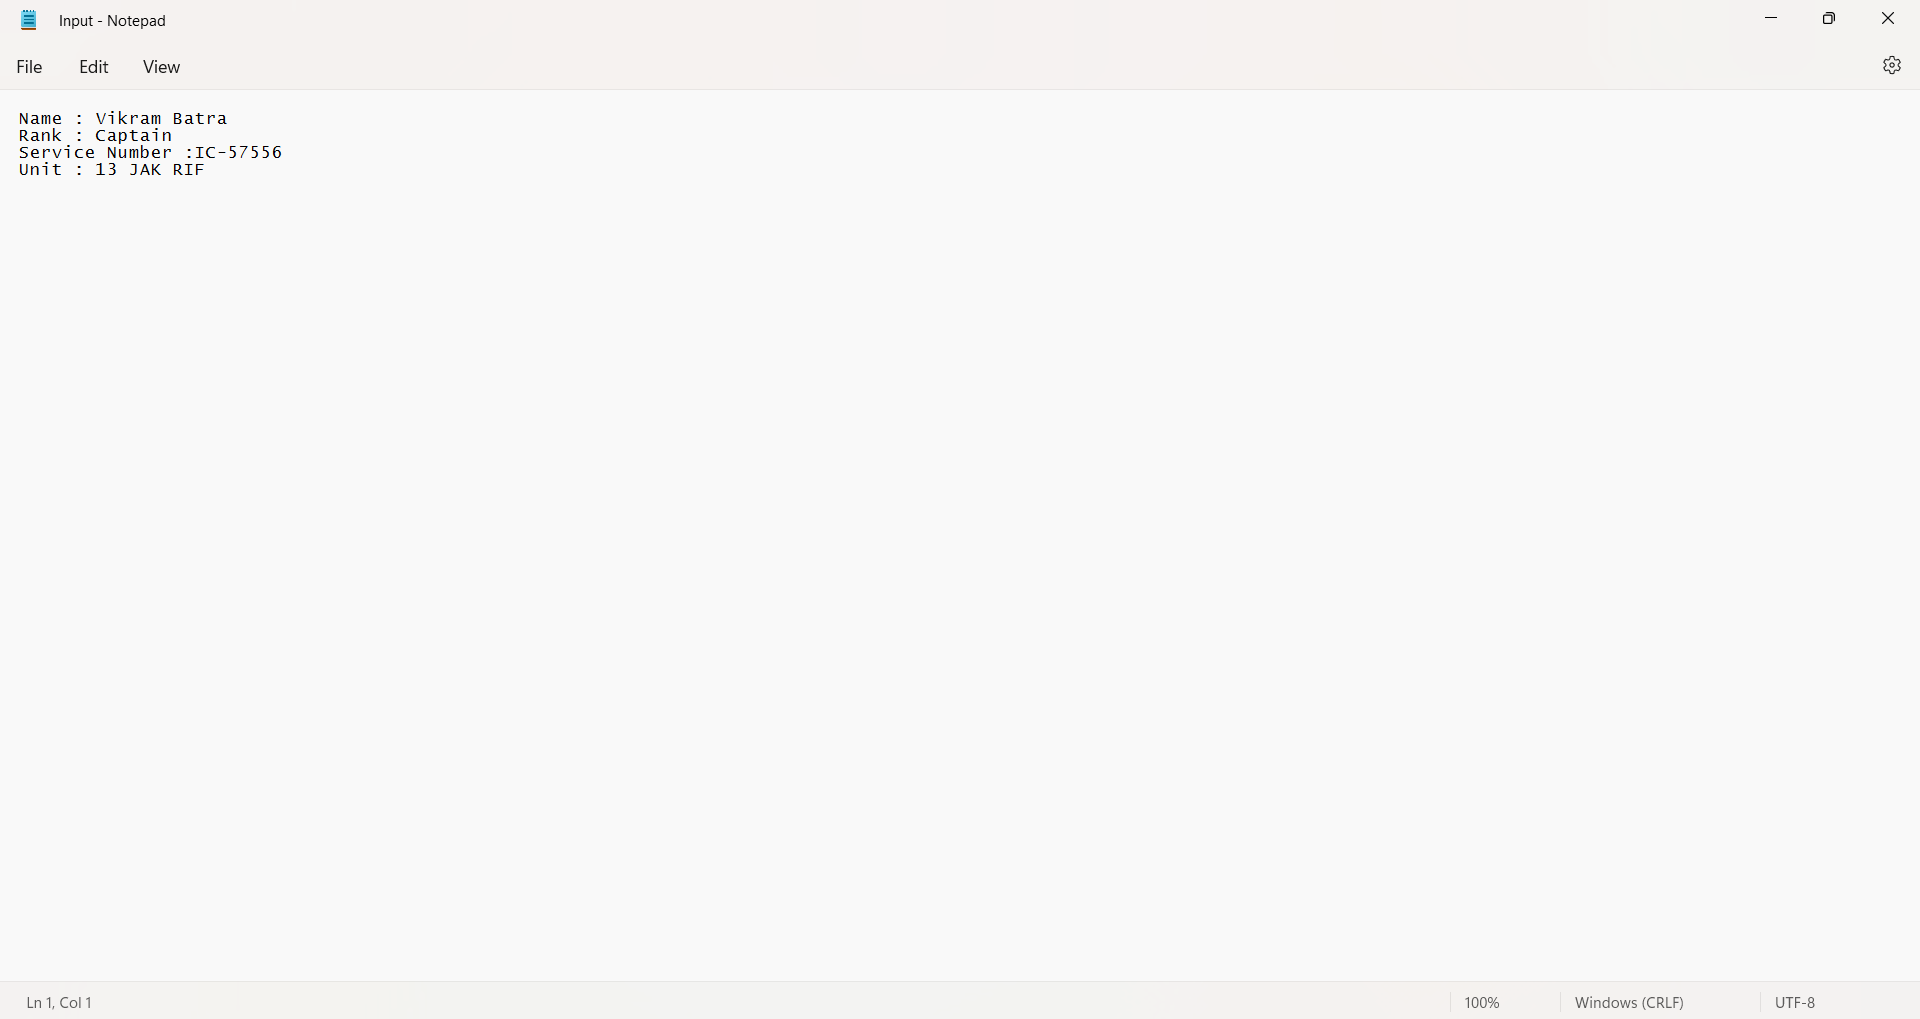 Input - Notepad
File Edit View
Name : Vikram Batra
Rank : Captain
Service Number :IC-57556
Unit : 13 JAK RIF
Ln 1, Col 1 100% Windows (CRLF) UTF-8